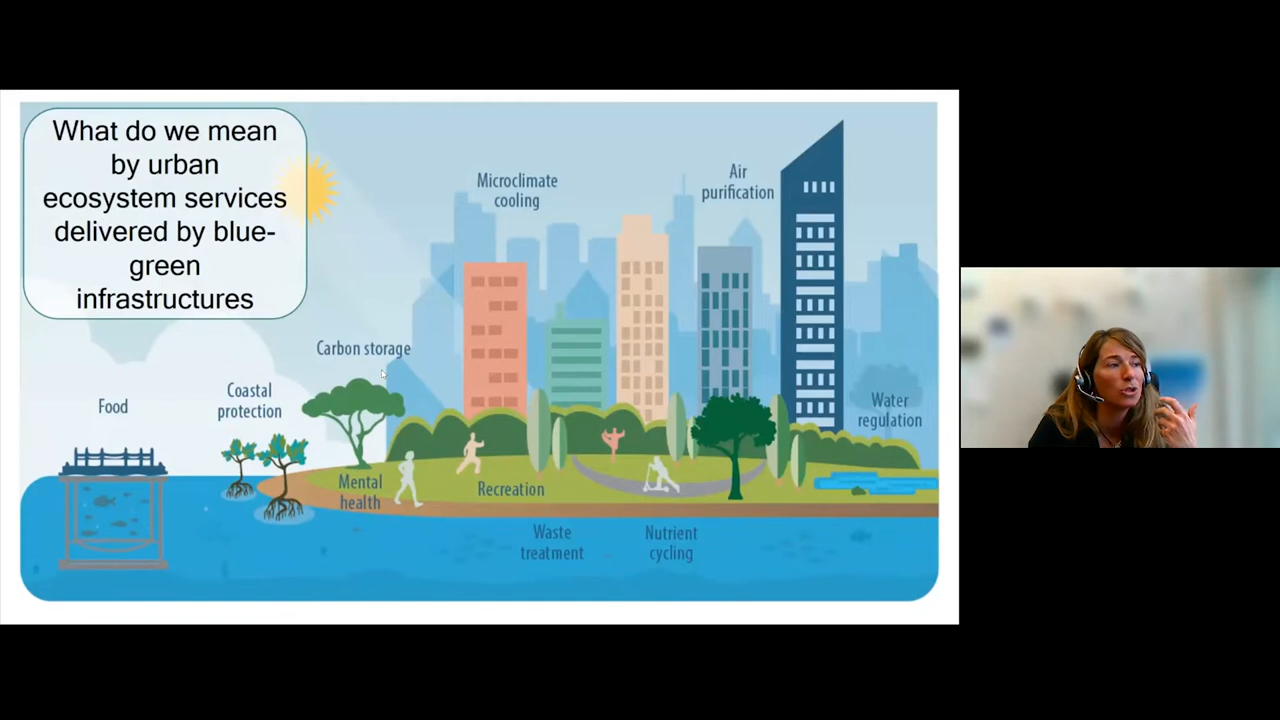 What do we mean
by urban
ecosystem services
delivered by blue-
green
infrastructures
Microclimate
cooling
Air
purification
Carbon storage
Coastal
protection
Food
Water
regulation
Mental
health
Recreation
Waste
treatment
Nutrient
cycling